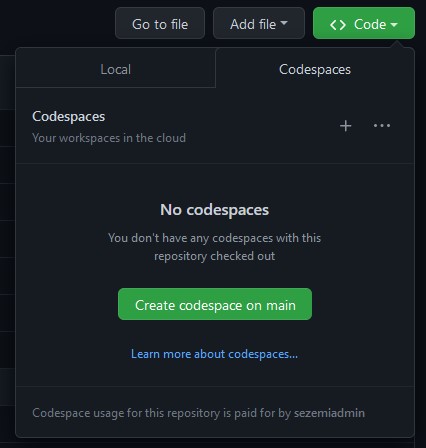 Go to file
Add file
Code
Local
Codespaces
Codespaces
Your workspaces in the cloud
No codespaces
You don't have any codespaces with this
repository checked out
Create codespace on main
Learn more about codespaces...
Codespace usage for this repository is paid for by sezemiadmin